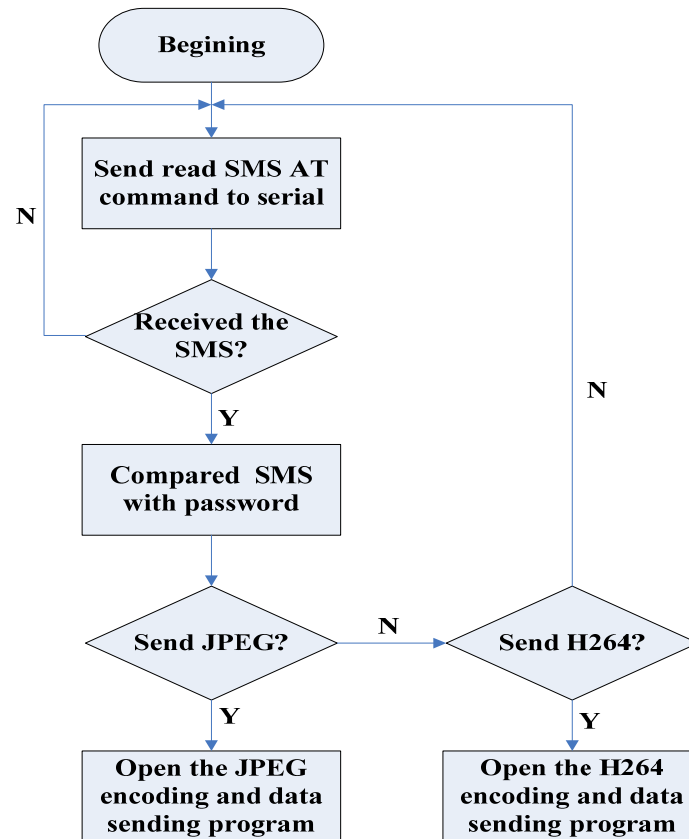 Begining
Send read SMS AT
command to serial
N
Received the
SMS?
N
Y
Compared SMS
with password
Send JPEG?
N
Send H264?
Y
Y
Open the JPEG
encoding and data
sending program
Open the H264
encoding and data
sending program